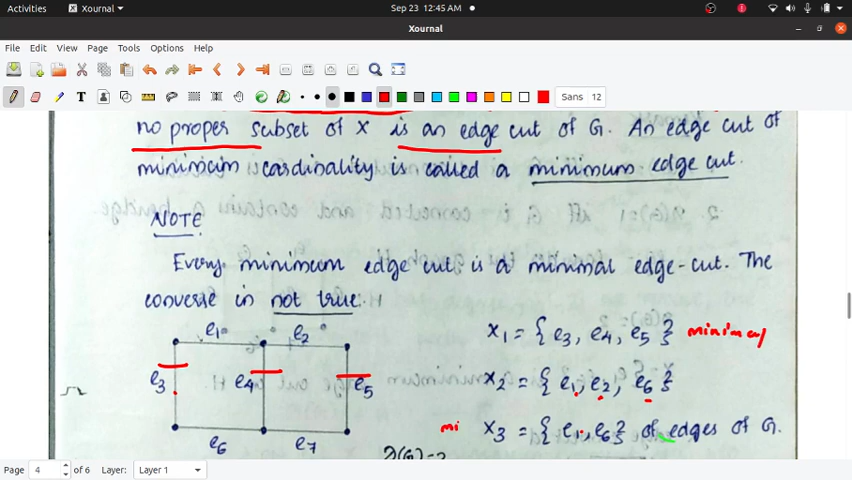 Activities Xournal Sep 23 12:45 AM
Xournal
File Edit View Page Tools Options Help
Sans 12
no proper subset of X is an edge cut of G. An edge cut of
minimum cardinality is called a minimum edge cut.
NOTE
Every minimum edge cut is a minimal edge-cut. The
converse in not true.
e1 e2
x1 = { e3, e4, e5 }
e3 e4 e5
x2 = { e1, e2, e6 }
mi x3 = { e1, e6 } of edges of G.
e6 e7
Page 4 of 6 Layer: Layer 1